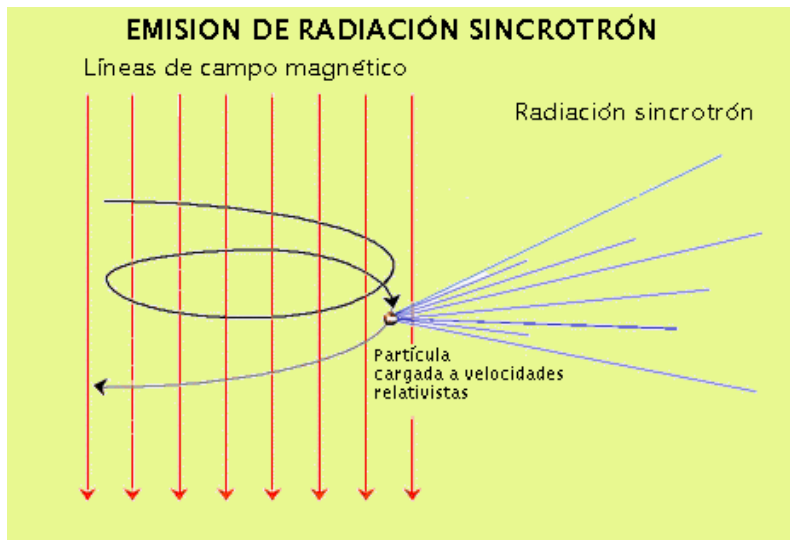 EMISION DE RADIACIÓN SINCROTRÓN
Líneas de campo magnético
Radiación sincrotrón
Partícula
cargada a velocidades
relativistas